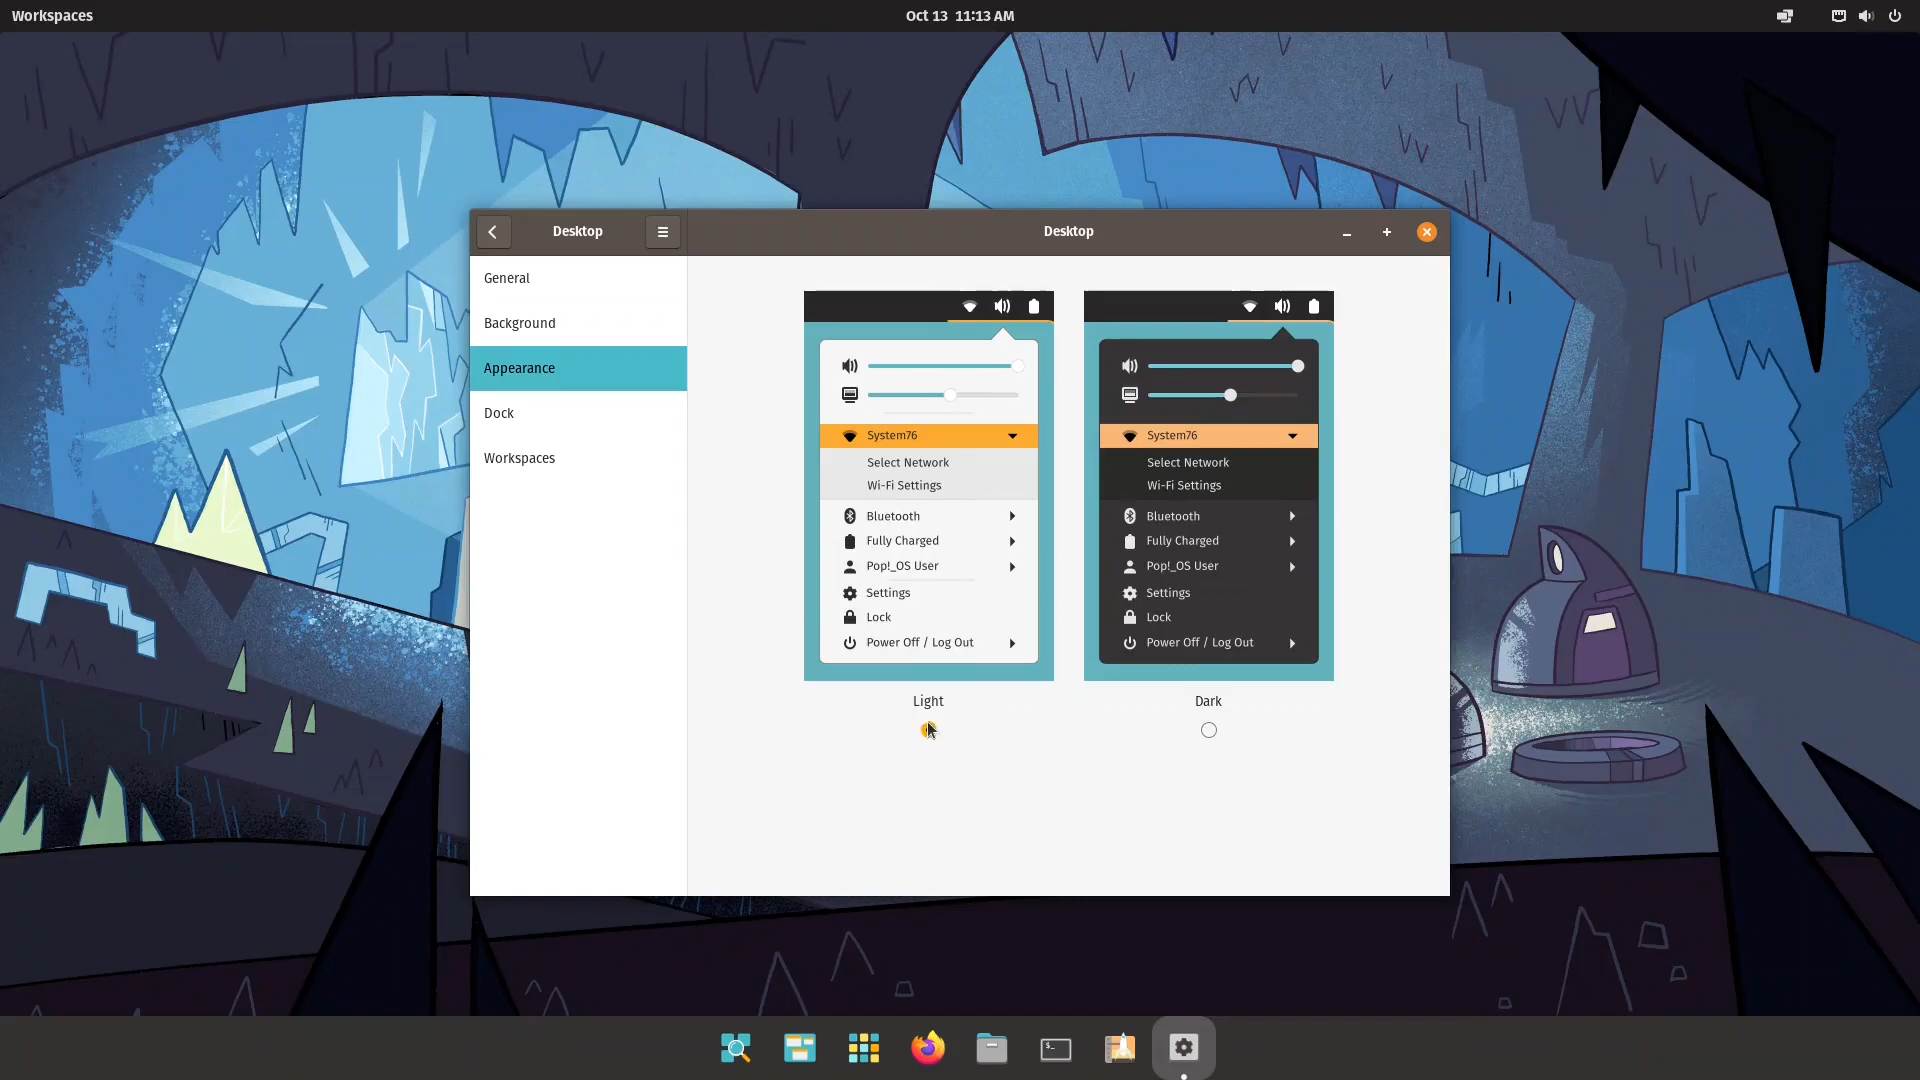 Workspaces
Oct 13 11:13 AM
Desktop
Desktop
General
Background
Appearance
Dock
Workspaces
System76
Select Network
Wi-Fi Settings
Bluetooth
Fully Charged
Pop!_OS User
Settings
Lock
Power Off / Log Out
Light
System76
Select Network
Wi-Fi Settings
Bluetooth
Fully Charged
Pop!_OS User
Settings
Lock
Power Off / Log Out
Dark